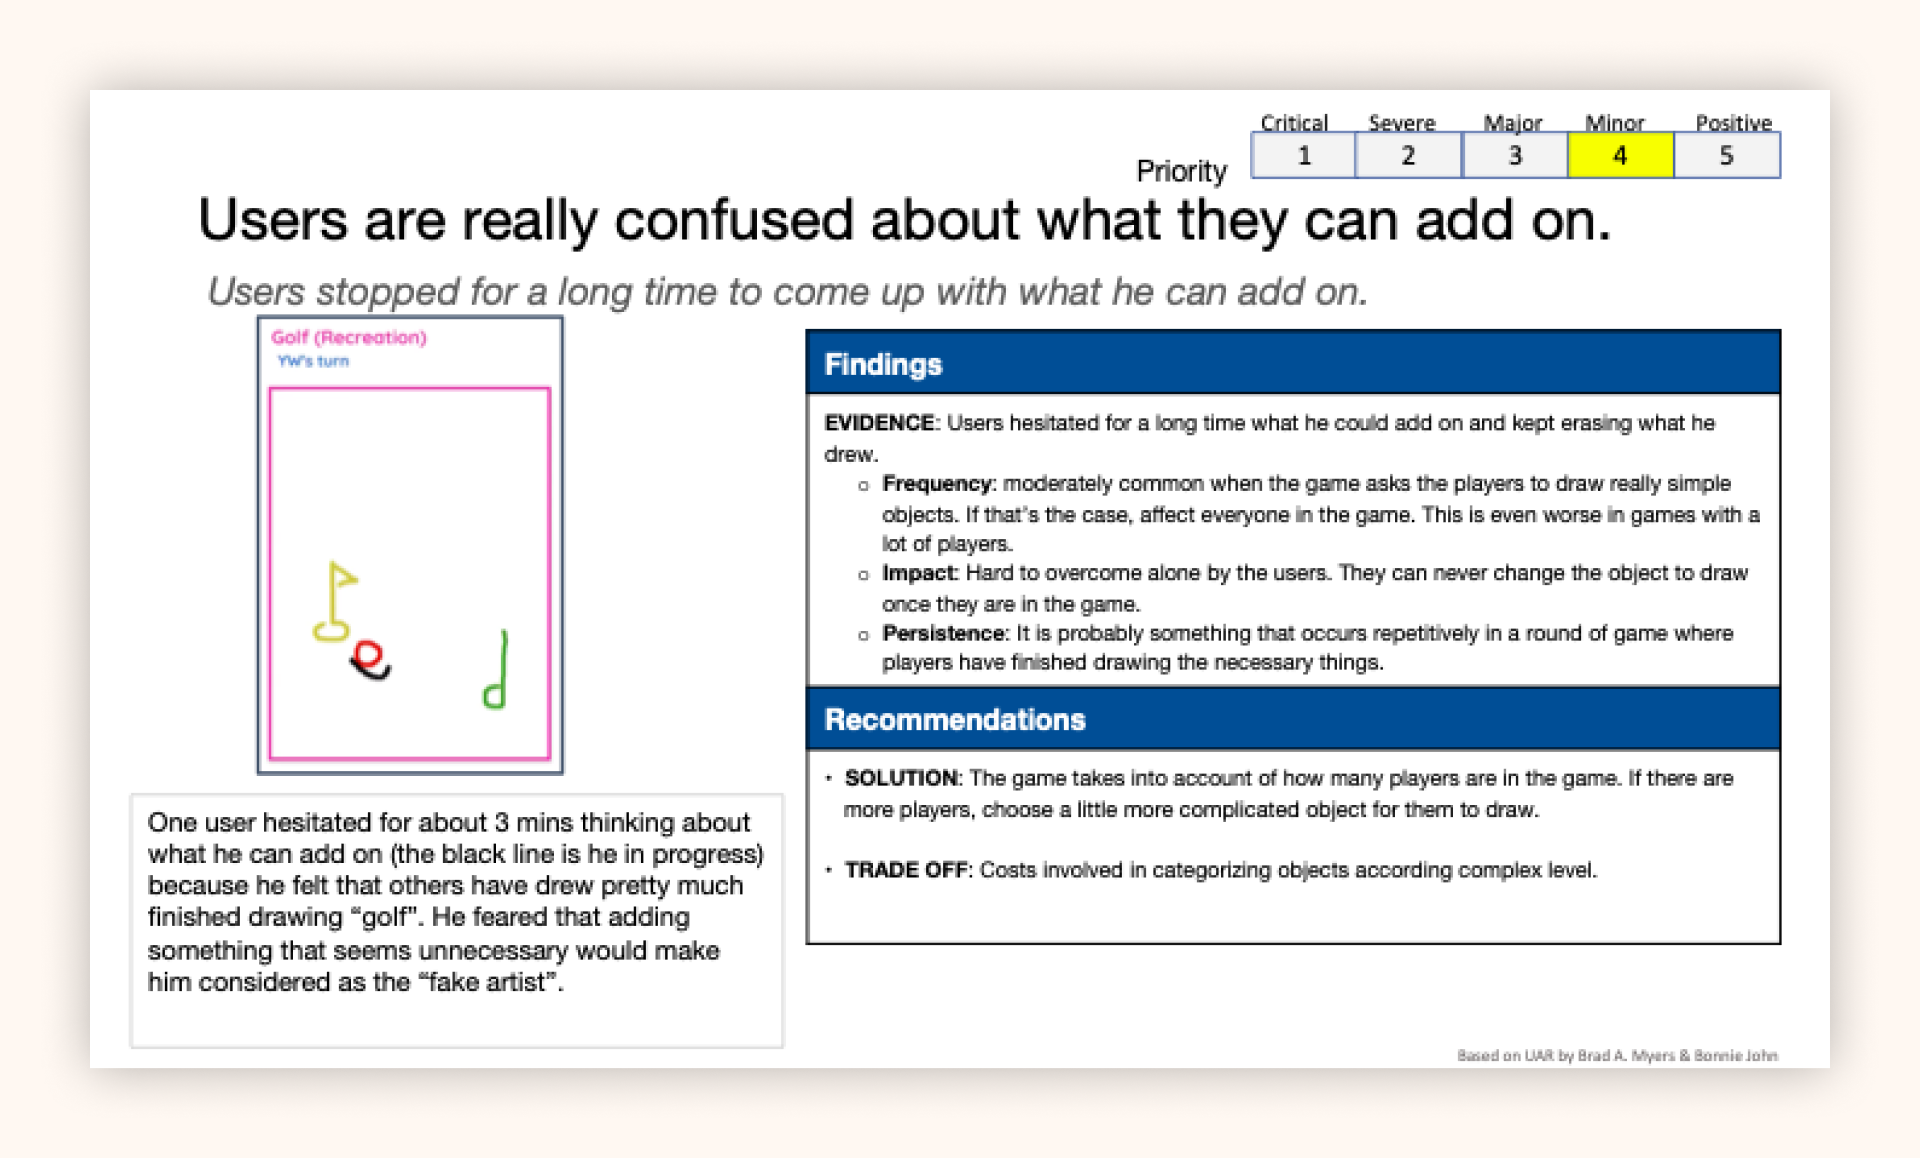 Critical Severe Major Minor Positive
Priority 1 2 3 4 5
Users are really confused about what they can add on.
Users stopped for a long time to come up with what he can add on.
Golf (Recreation)
YW's turn
One user hesitated for about 3 mins thinking about
what he can add on (the black line is he in progress)
because he felt that others have drew pretty much
finished drawing “golf”. He feared that adding
something that seems unnecessary would make
him considered as the “fake artist”.
Findings
EVIDENCE: Users hesitated for a long time what he could add on and kept erasing what he
drew.
o Frequency: moderately common when the game asks the players to draw really simple
objects. If that's the case, affect everyone in the game. This is even worse in games with a
lot of players.
o Impact: Hard to overcome alone by the users. They can never change the object to draw
once they are in the game.
o Persistence: It is probably something that occurs repetitively in a round of game where
players have finished drawing the necessary things.
Recommendations
• SOLUTION: The game takes into account of how many players are in the game. If there are
more players, choose a little more complicated object for them to draw.
• TRADE OFF: Costs involved in categorizing objects according complex level.
Based on UAR by Brad A. Myers & Bonnie John